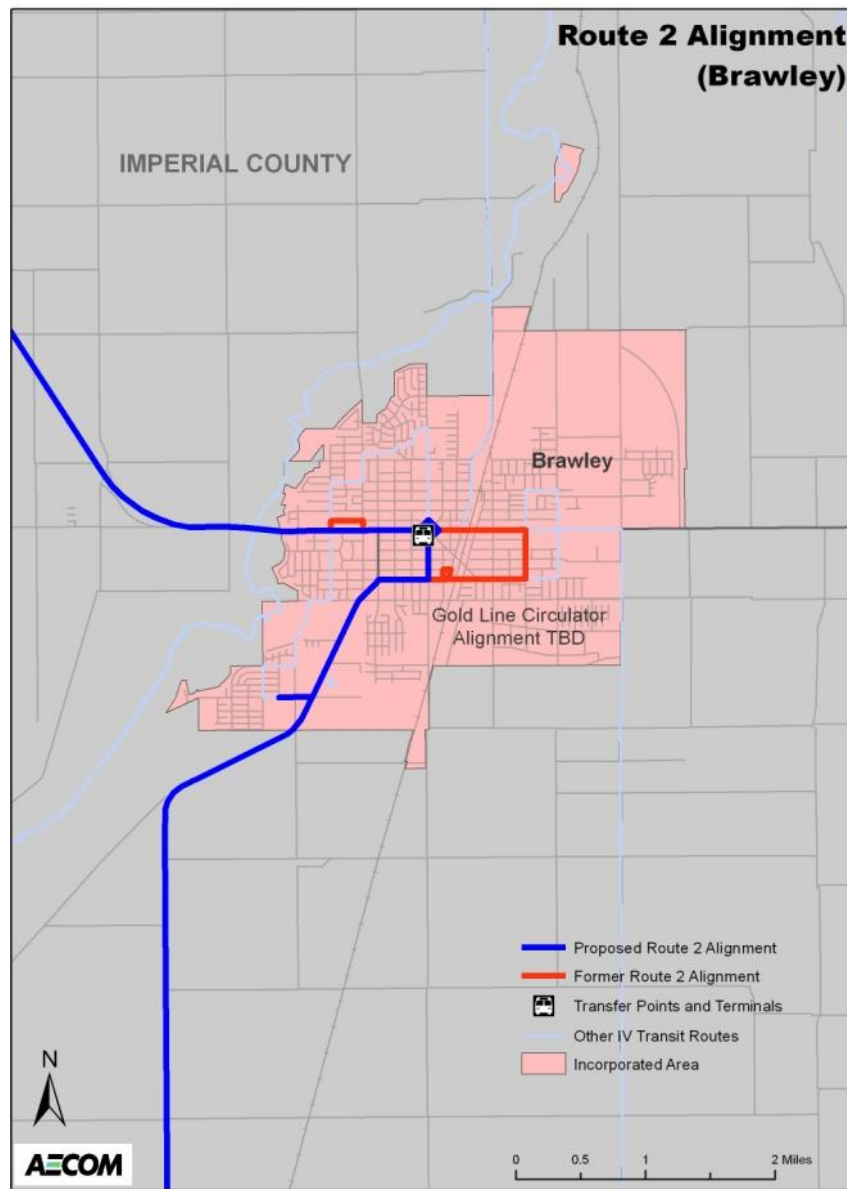 Route 2 Alignment
(Brawley)
IMPERIAL COUNTY
Brawley
Gold Line Circulator
Alignment TBD
Proposed Route 2 Alignment
Former Route 2 Alignment
Transfer Points and Terminals
Other IV Transit Routes
Incorporated Area
N
AECOM
0 0.5 1 2 Miles